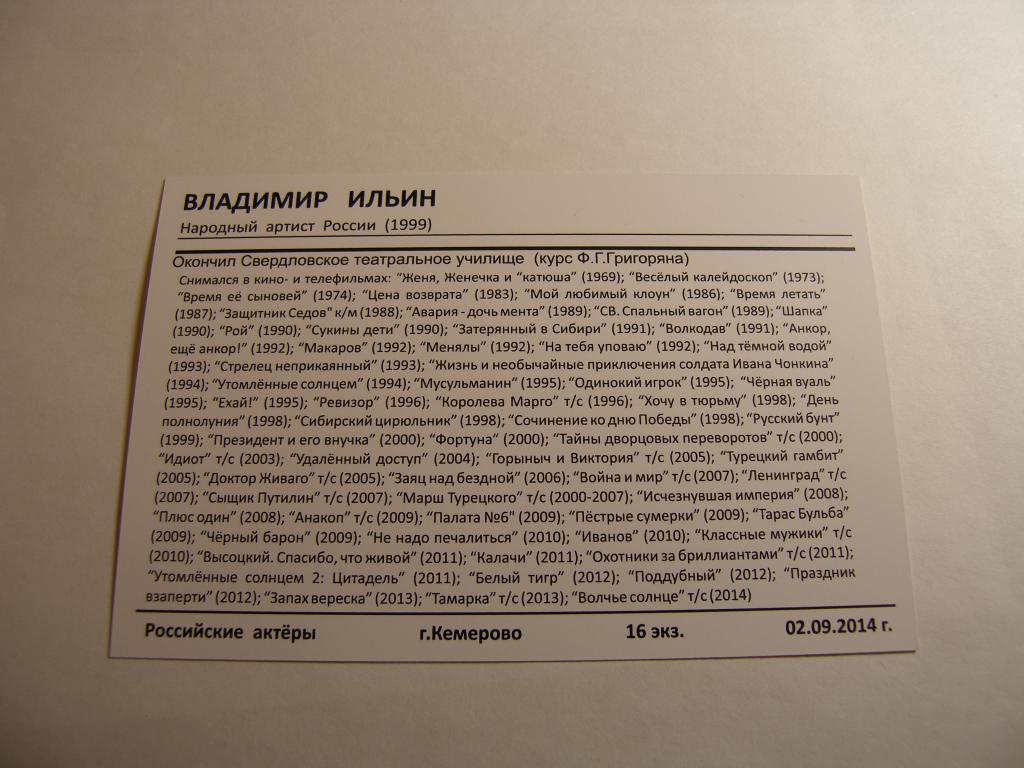 ВЛАДИМИР ИЛЬИН
Народный артист России (1999)
Окончил Свердловское театральное училище (курс Ф.Г.Григоряна)
Снимался в кино- и телефильмах: "Женя, Женечка и "катюша" (1969); "Весёлый калейдоскоп" (1973);
"Время её сыновей" (1974); "Цена возврата" (1983); "Мой любимый клоун" (1986); "Время летать"
(1987); "Защитник Седов" к/м (1988); "Авария - дочь мента" (1989); "СВ. Спальный вагон" (1989); "Шапка"
(1990); "Рой" (1990); "Сукины дети" (1990); "Затерянный в Сибири" (1991); "Волкодав" (1991); "Анкор,
ещё анкор!" (1992); "Макаров" (1992); "Менялы" (1992); "На тебя уповаю" (1992); "Над тёмной водой"
(1993); "Стрелец неприкаянный" (1993); "Жизнь и необычайные приключения солдата Ивана Чонкина"
(1994); "Утомлённые солнцем" (1994); "Мусульманин" (1995); "Одинокий игрок" (1995); "Чёрная вуаль"
(1995); "Ехай!" (1995); "Ревизор" (1996); "Королева Марго" т/с (1996); "Хочу в тюрьму" (1998); "День
полнолуния" (1998); "Сибирский цирюльник" (1998); "Сочинение ко дню Победы" (1998); "Русский бунт"
(1999); "Президент и его внучка" (2000); "Фортуна" (2000); "Тайны дворцовых переворотов" т/с (2000);
"Идиот" т/с (2003); "Удалённый доступ" (2004); "Горыныч и Виктория" т/с (2005); "Турецкий гамбит"
(2005); "Доктор Живаго" т/с (2005); "Заяц над бездной" (2006); "Война и мир" т/с (2007); "Ленинград" т/с
(2007); "Сыщик Путилин" т/с (2007); "Марш Турецкого" т/с (2000-2007); "Исчезнувшая империя" (2008);
"Плюс один" (2008); "Анакоп" т/с (2009); "Палата №6" (2009); "Пёстрые сумерки" (2009); "Тарас Бульба"
(2009); "Чёрный барон" (2009); "Не надо печалиться" (2010); "Иванов" (2010); "Классные мужики" т/с
(2010); "Высоцкий. Спасибо, что живой" (2011); "Калачи" (2011); "Охотники за бриллиантами" т/с (2011);
"Утомлённые солнцем 2: Цитадель" (2011); "Белый тигр" (2012); "Поддубный" (2012); "Праздник
взаперти" (2012); "Запах вереска" (2013); "Тамарка" т/с (2013); "Волчье солнце" т/с (2014)
Российские актёры г.Кемерово 16 экз. 02.09.2014 г.